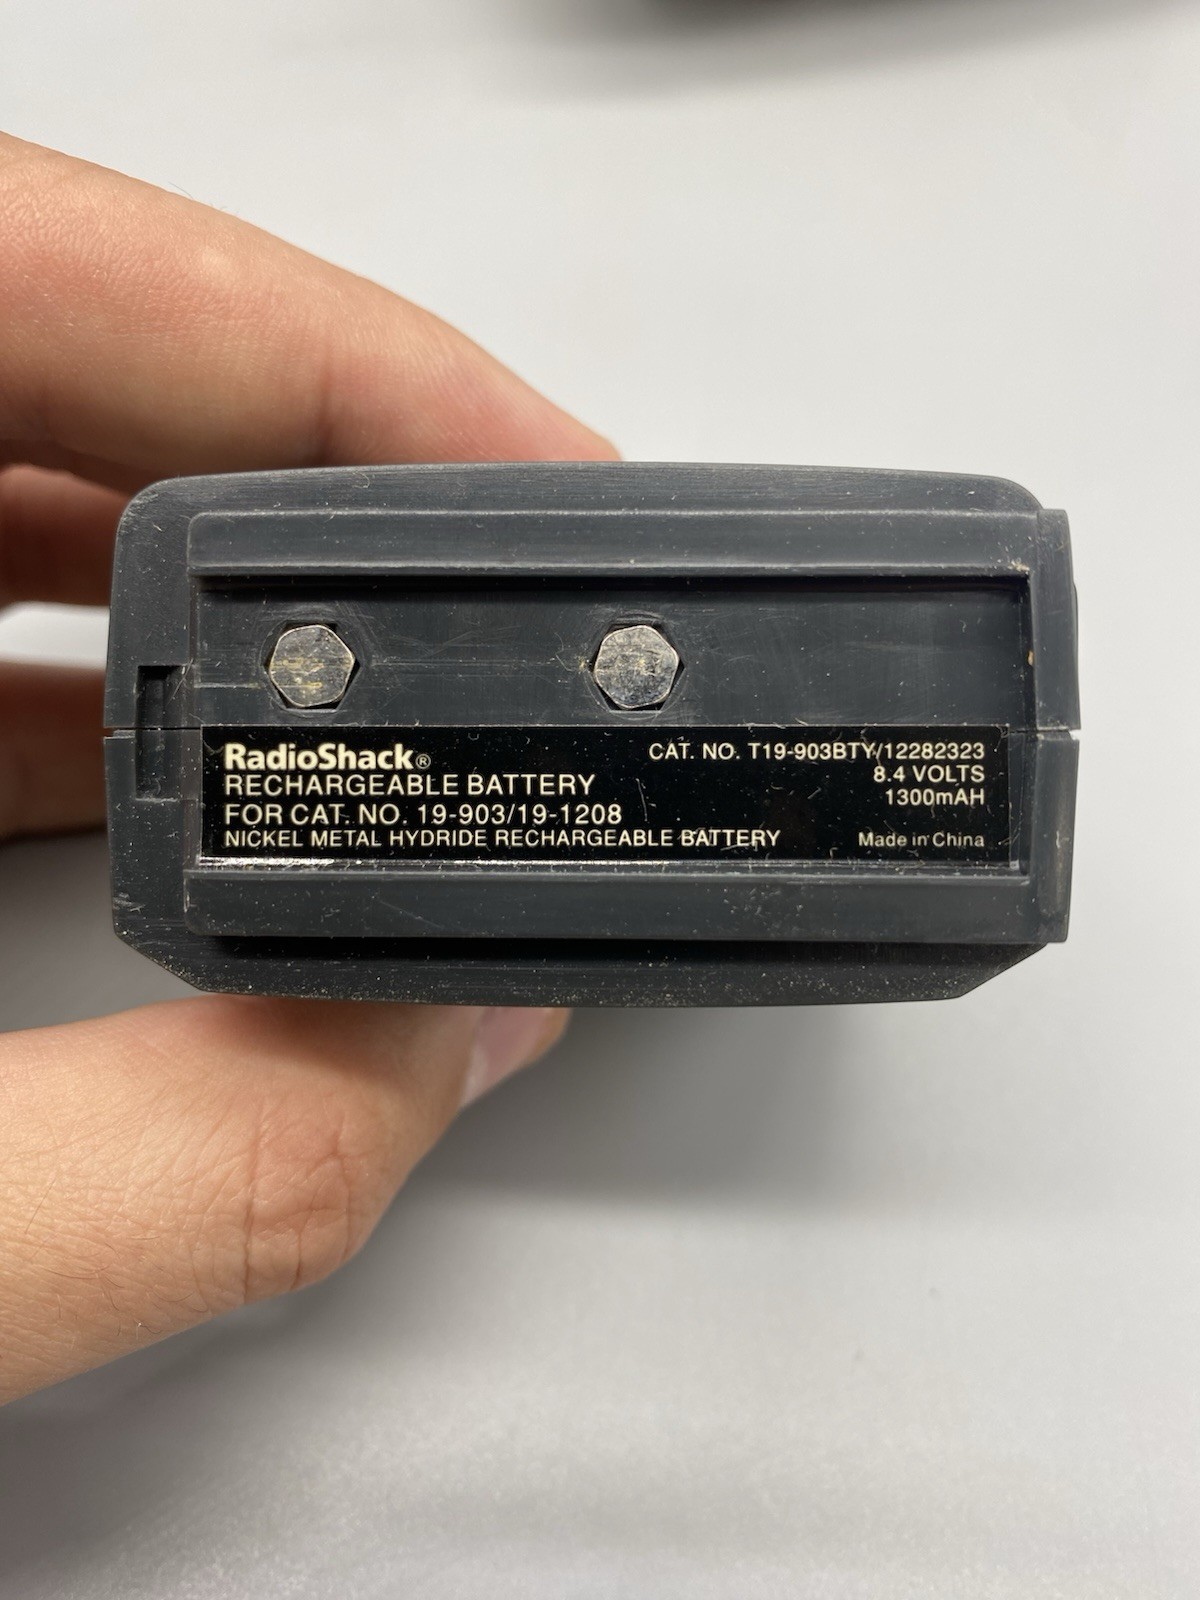 RadioShack®
RECHARGEABLE BATTERY
FOR CAT. NO. 19-903/19-1208
NICKEL METAL HYDRIDE RECHARGEABLE BATTERY
CAT. NO. T19-903BTY/12282323
8.4 VOLTS
1300mAH
Made in China